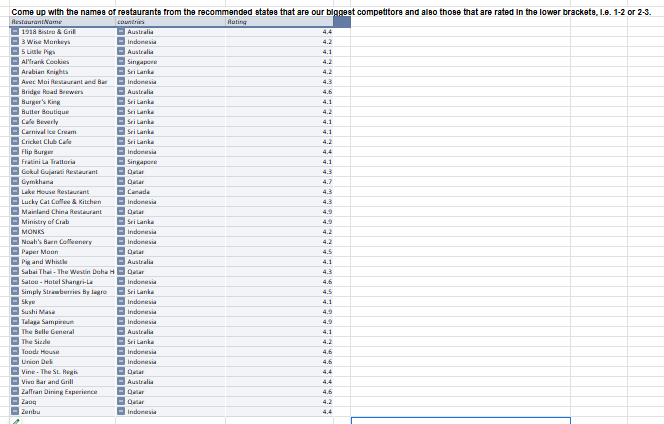 Come up with the names of restaurants from the recommended states that are our biggest competitors and also those that are rated in the lower brackets, i.e. 1-2 or 2-3.
RestaurantName countries Rating
1918 Bistro & Grill Australia 4.4
3 Wise Monkeys Indonesia 4.2
5 Little Pigs Australia 4.1
Al'frank Cookies Singapore 4.2
Arabian Knights Sri Lanka 4.2
Avec Moi Restaurant and Bar Indonesia 4.3
Bridge Road Brewers Australia 4.6
Burger's King Sri Lanka 4.1
Butter Boutique Sri Lanka 4.2
Cafe Beverly Sri Lanka 4.1
Carnival Ice Cream Sri Lanka 4.1
Cricket Club Cafe Sri Lanka 4.2
Flip Burger Indonesia 4.4
Fratini La Trattoria Singapore 4.1
Gokul Gujarati Restaurant Qatar 4.3
Gymkhana Qatar 4.7
Lake House Restaurant Canada 4.3
Lucky Cat Coffee & Kitchen Indonesia 4.3
Mainland China Restaurant Qatar 4.9
Ministry of Crab Sri Lanka 4.9
MONKS Indonesia 4.2
Noah's Barn Coffeenery Indonesia 4.2
Paper Moon Qatar 4.5
Pig and Whistle Australia 4.1
Sabai Thai - The Westin Doha H Qatar 4.3
Satoo - Hotel Shangri-La Indonesia 4.6
Simply Strawberries By Jagro Sri Lanka 4.5
Skye Indonesia 4.1
Sushi Masa Indonesia 4.9
Talaga Sampireun Indonesia 4.9
The Belle General Australia 4.1
The Sizzle Sri Lanka 4.2
Toodz House Indonesia 4.6
Union Deli Indonesia 4.6
Vine - The St. Regis Qatar 4.4
Vivo Bar and Grill Australia 4.4
Zaffran Dining Experience Qatar 4.6
Zaoq Qatar 4.2
Zenbu Indonesia 4.4